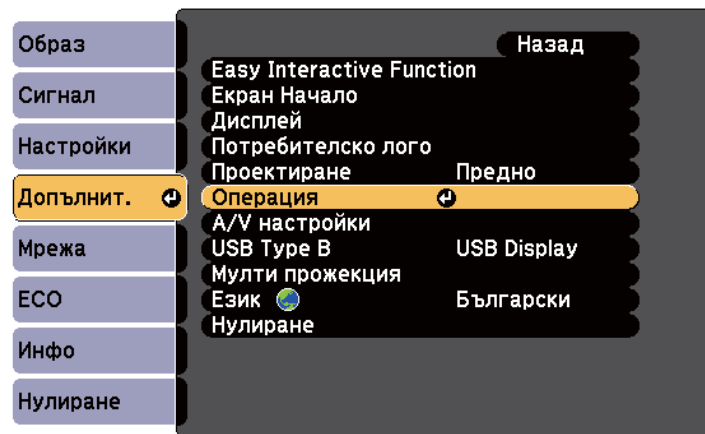 Образ
Сигнал
Настройки
Допълнит.
Мрежа
ECO
Инфо
Нулиране
Назад
Easy Interactive Function
Екран Начало
Дисплей
Потребителско лого
Проектиране Предно
Операция
A/V настройки
USB Type B USB Display
Мулти прожекция
Език Български
Нулиране